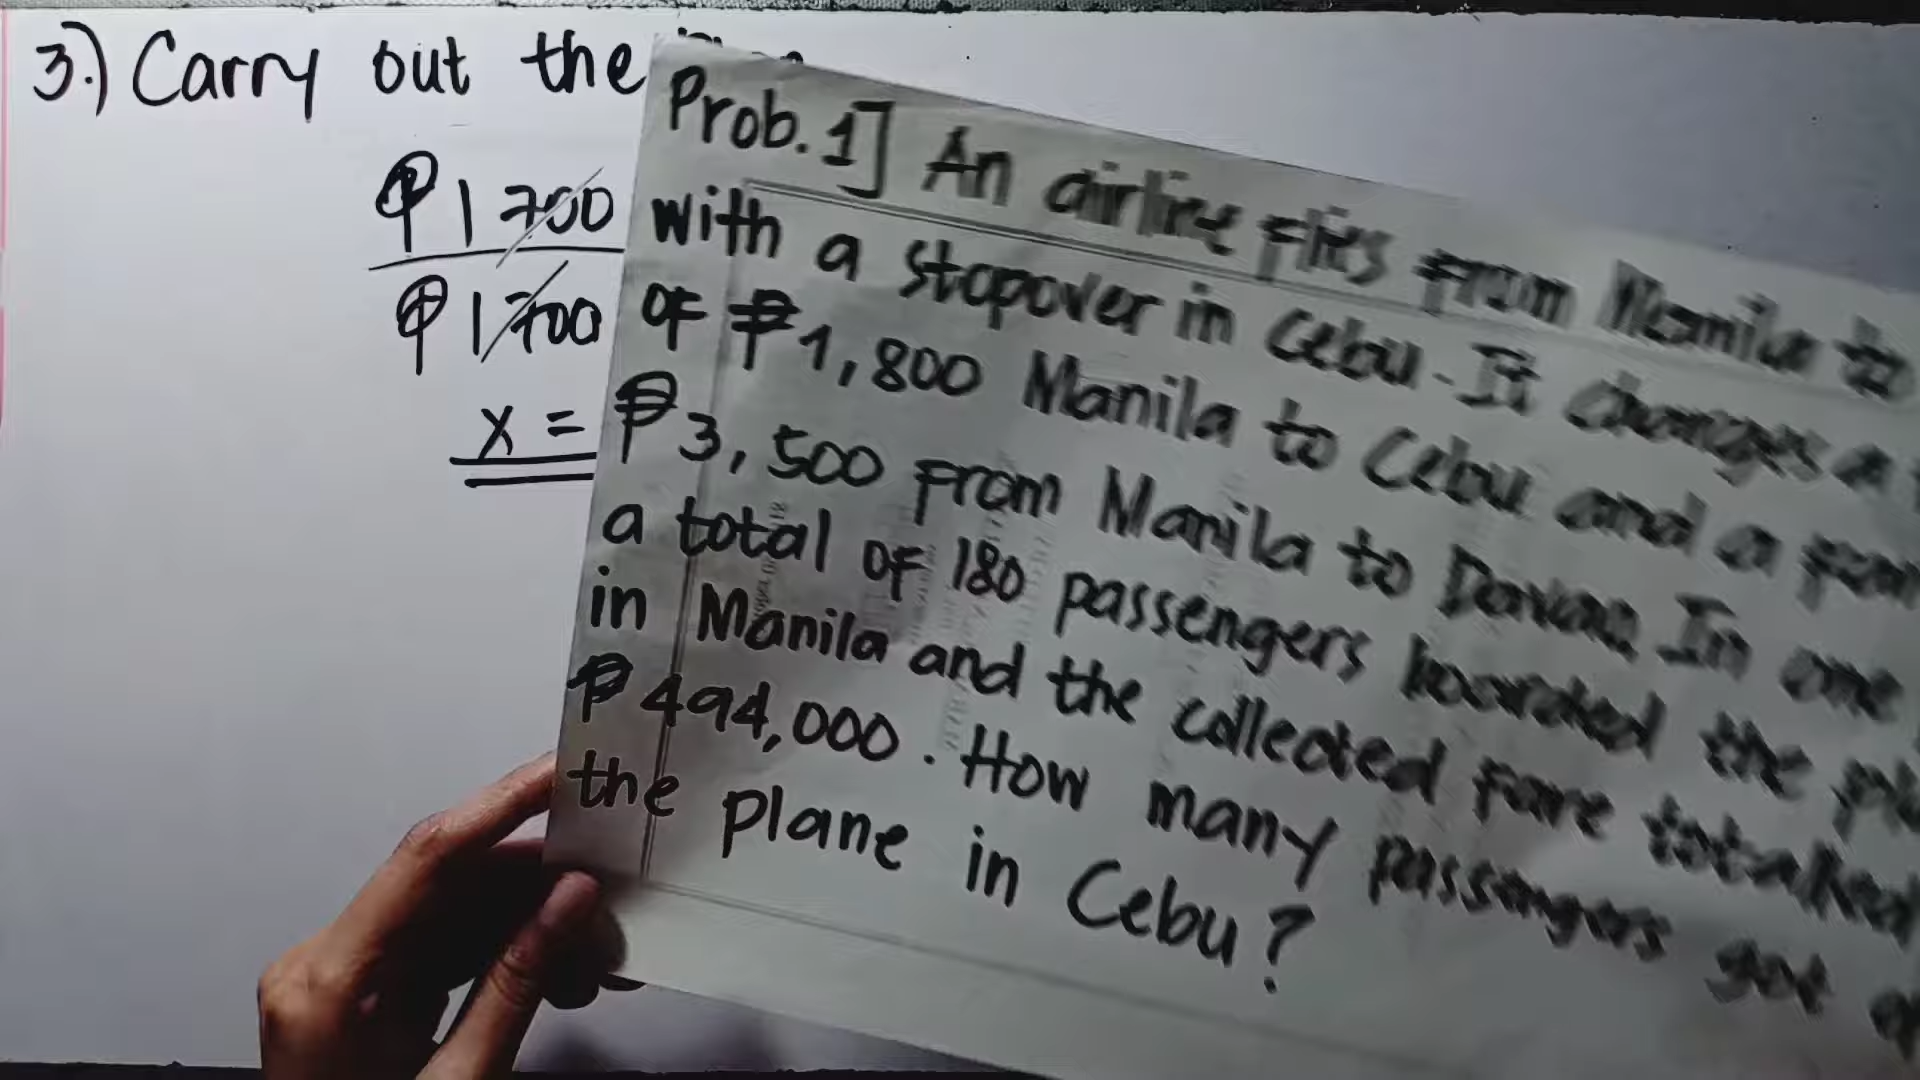 3.) Carry out the
₱1700
₱1700
x =
Prob. 1] An airline flies from Manila to
with a stopover in Cebu. It charges a
of ₱1,800 Manila to Cebu and a
₱3,500 from Manila to Davao. In one
a total of 180 passengers boarded the
in Manila and the collected fare totaled
₱494,000. How many passengers got
the plane in Cebu?